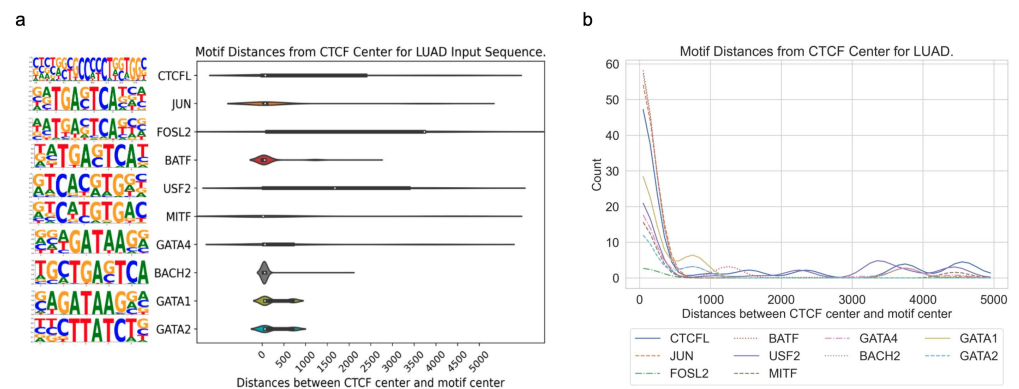 a
b
Motif Distances from CTCF Center for LUAD Input Sequence.
CTCFL
JUN
FOSL2
BATF
USF2
MITF
GATA4
BACH2
GATA1
GATA2
0 500 1000 1500 2000 2500 3000 3500 4000 4500 5000
Distances between CTCF center and motif center
Motif Distances from CTCF Center for LUAD.
60
50
40
30
20
10
0
Count
0 1000 2000 3000 4000 5000
Distances between CTCF center and motif center
CTCFL BATF GATA4 GATA1
JUN USF2 BACH2 GATA2
FOSL2 MITF